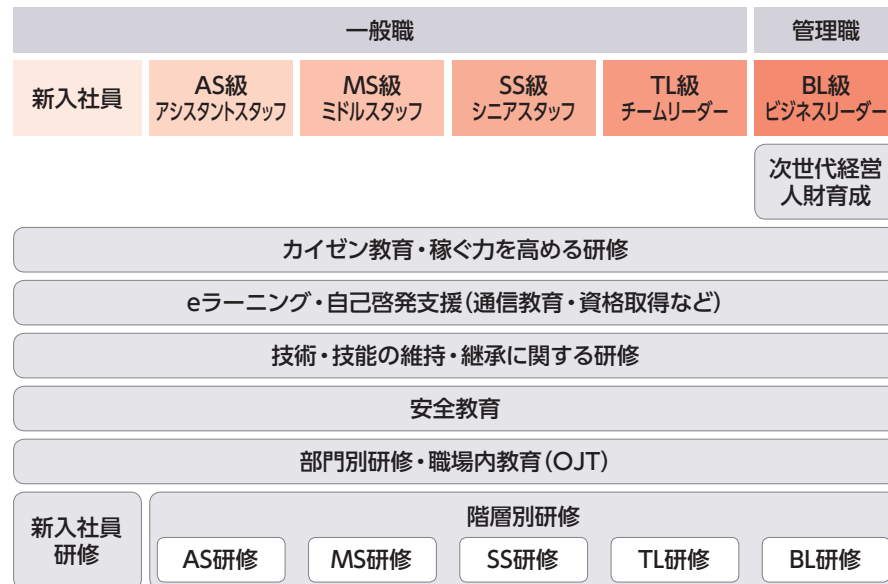 一般職
管理職
新入社員
AS級
アシスタントスタッフ
MS級
ミドルスタッフ
SS級
シニアスタッフ
TL級
チームリーダー
BL級
ビジネスリーダー
次世代経営
人財育成
カイゼン教育・稼ぐ力を高める研修
eラーニング・自己啓発支援(通信教育・資格取得など)
技術・技能の維持・継承に関する研修
安全教育
部門別研修・職場内教育(OJT)
新入社員
研修
階層別研修
AS研修
MS研修
SS研修
TL研修
BL研修